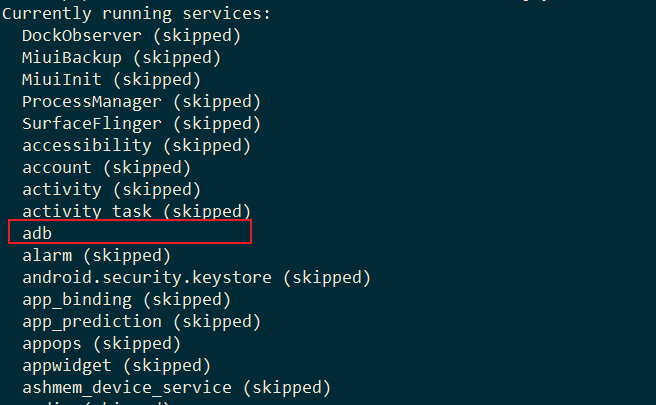 Currently running services:
DockObserver (skipped)
MiuiBackup (skipped)
MiuiInit (skipped)
ProcessManager (skipped)
SurfaceFlinger (skipped)
accessibility (skipped)
account (skipped)
activity (skipped)
activity_task (skipped)
adb
alarm (skipped)
android.security.keystore (skipped)
app_binding (skipped)
app_prediction (skipped)
appops (skipped)
appwidget (skipped)
ashmem_device_service (skipped)